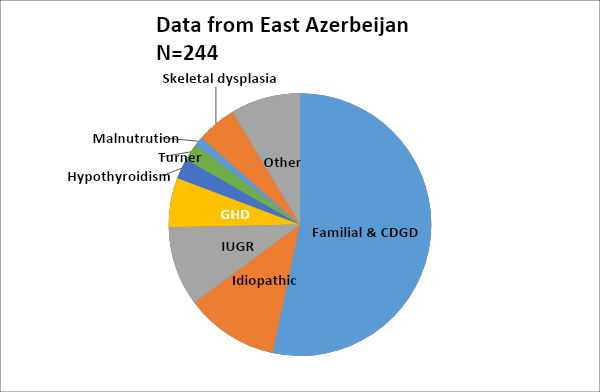 Data from East Azerbeijan
N=244
Skeletal dysplasia
Malnutrution
Turner
Hypothyroidism
Other
GHD
Familial & CDGD
IUGR
Idiopathic